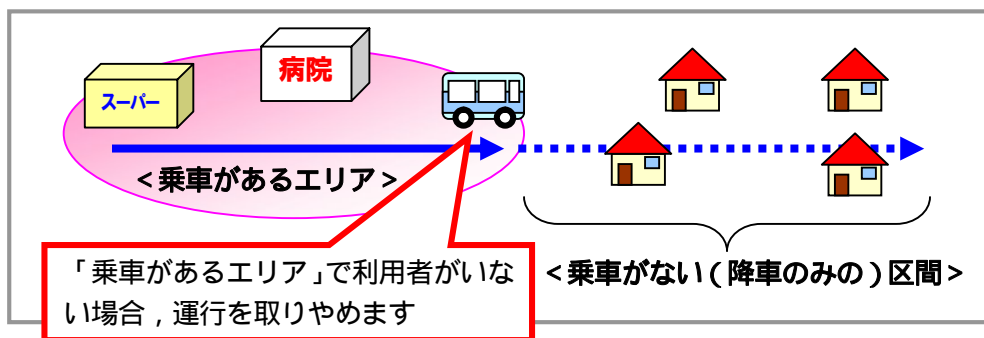 病院
スーパー
<乗車があるエリア>
「乗車があるエリア」で利用者がいな
い場合,運行を取りやめます
<乗車がない(降車のみの)区間>